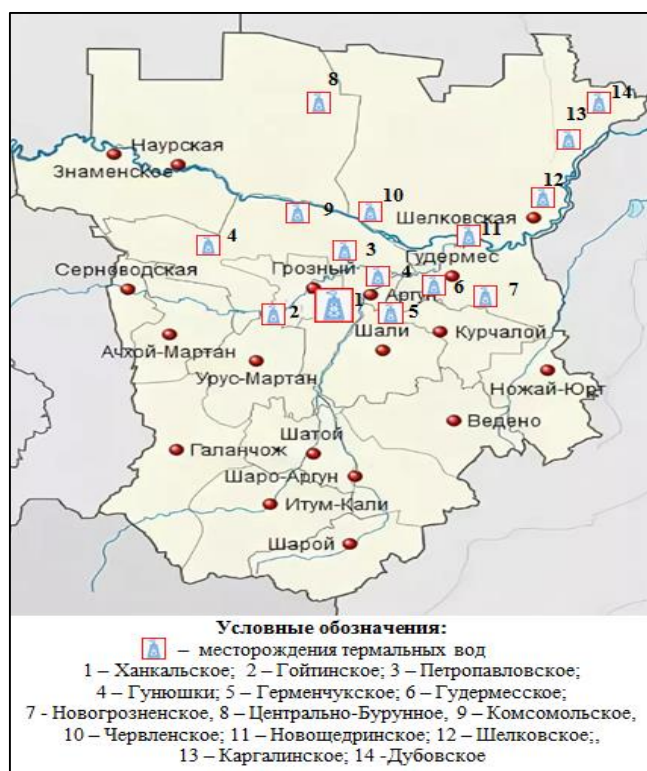 8
14
13
Наурская
Знаменское
12
10
9
Шелковская
11
4
3
Гудермес
Серноводская
Грозный
4
6
Аргун
7
1
2
5
Курчалой
Ачхой-Мартан
Шали
Урус-Мартан
Ножай-Юрт
Ведено
Шатой
Галанчож
Шаро-Аргун
Итум-Кали
Шарой
Условные обозначения:
– месторождения термальных вод
1 – Ханкальское; 2 – Гойтинское; 3 – Петропавловское;
4 – Гунюшки; 5 – Герменчукское; 6 – Гудермесское;
7 - Новогрозненское, 8 – Центрально-Бурунное, 9 – Комсомольское,
10 – Червленское; 11 – Новощедринское; 12 – Шелковское;,
13 – Каргалинское; 14 -Дубовское